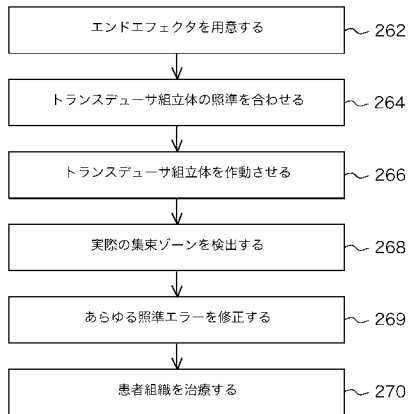 エンドエフェクタを用意する 262
トランスデューサ組立体の照準を合わせる 264
トランスデューサ組立体を作動させる 266
実際の集束ゾーンを検出する 268
あらゆる照準エラーを修正する 269
患者組織を治療する 270